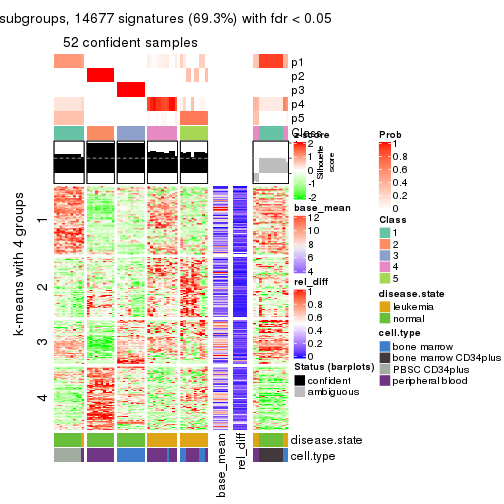 subgroups, 14677 signatures (69.3%) with fdr < 0.05
52 confident samples
p1
p2
p3
p4
p5
Class
k-means with 4 groups
1
2
3
4
z-score
2
1
0
-1
-2
Silhouette
score
base_mean
12
10
8
6
4
rel_diff
1
0.8
0.6
0.4
0.2
0
Status (barplots)
confident
ambiguous
Prob
1
0.8
0.6
0.4
0.2
0
Class
1
2
3
4
5
disease.state
leukemia
normal
cell.type
bone marrow
bone marrow CD34plus
PBSC CD34plus
peripheral blood
disease.state
cell.type
base_mean
rel_diff